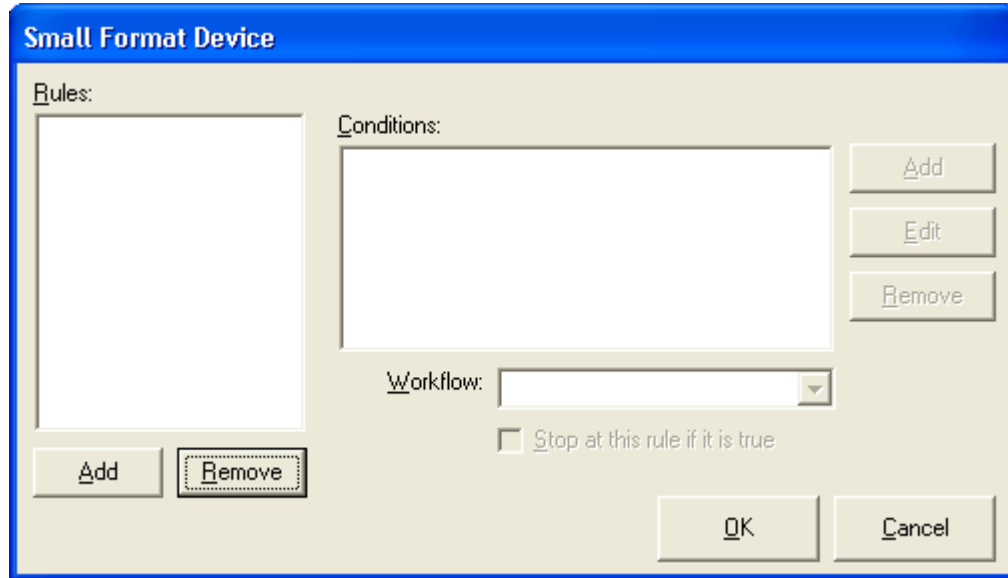 Small Format Device
Rules:
Conditions:
Add
Edit
Remove
Workflow:
Stop at this rule if it is true
Add Remove
OK Cancel